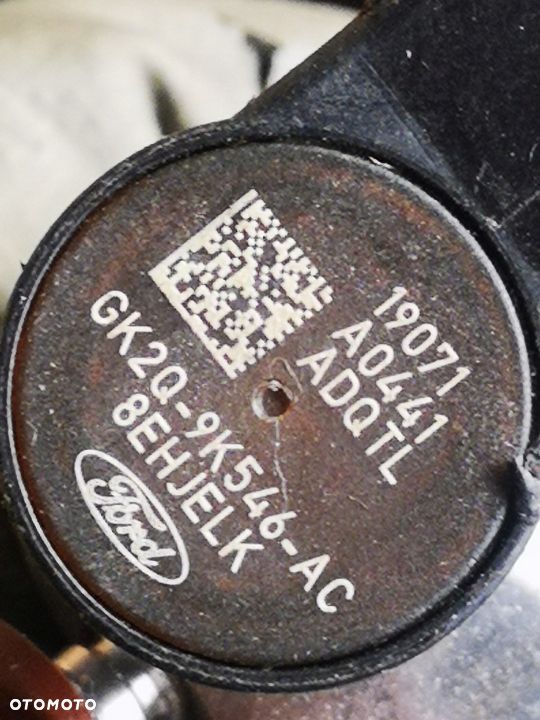 19071
A0441
ADQTL
GK2Q-9K546-AC
8EHJELK
Ford
OTOMOTO